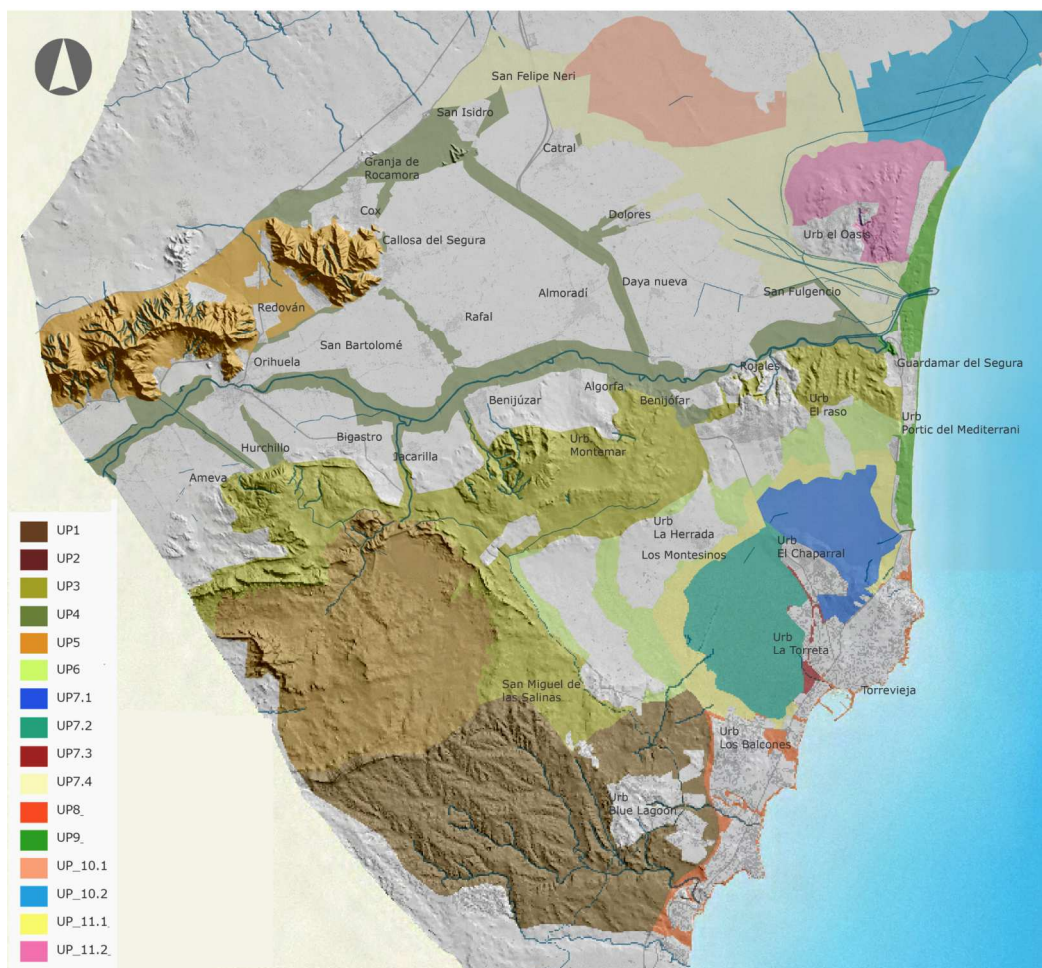 San Felipe Neri
San Isidro
Catral
Granja de
Rocamora
Cox
Dolores
Callosa del Segura
Urb el Oasis
Daya nueva
Almoradí
San Fulgencio
Redován
Rafal
San Bartolomé
Orihuela
Guardamar del Segura
Rojales
Algorfa
Benijófar
Benijúzar
Urb
El raso
Urb
Portic del Mediterrani
Bigastro
Hurchillo
Jacarilla
Urb.
Montemar
Ameva
Urb
La Herrada
Los Montesinos
Urb
El Chaparral
Urb
La Torreta
San Miguel de
las Salinas
Torrevieja
Urb
Los Balcones
Urb
Blue Lagoon
UP1
UP2
UP3
UP4
UP5
UP6
UP7.1
UP7.2
UP7.3
UP7.4
UP8_
UP9_
UP_10.1
UP_10.2
UP_11.1_
UP_11.2_